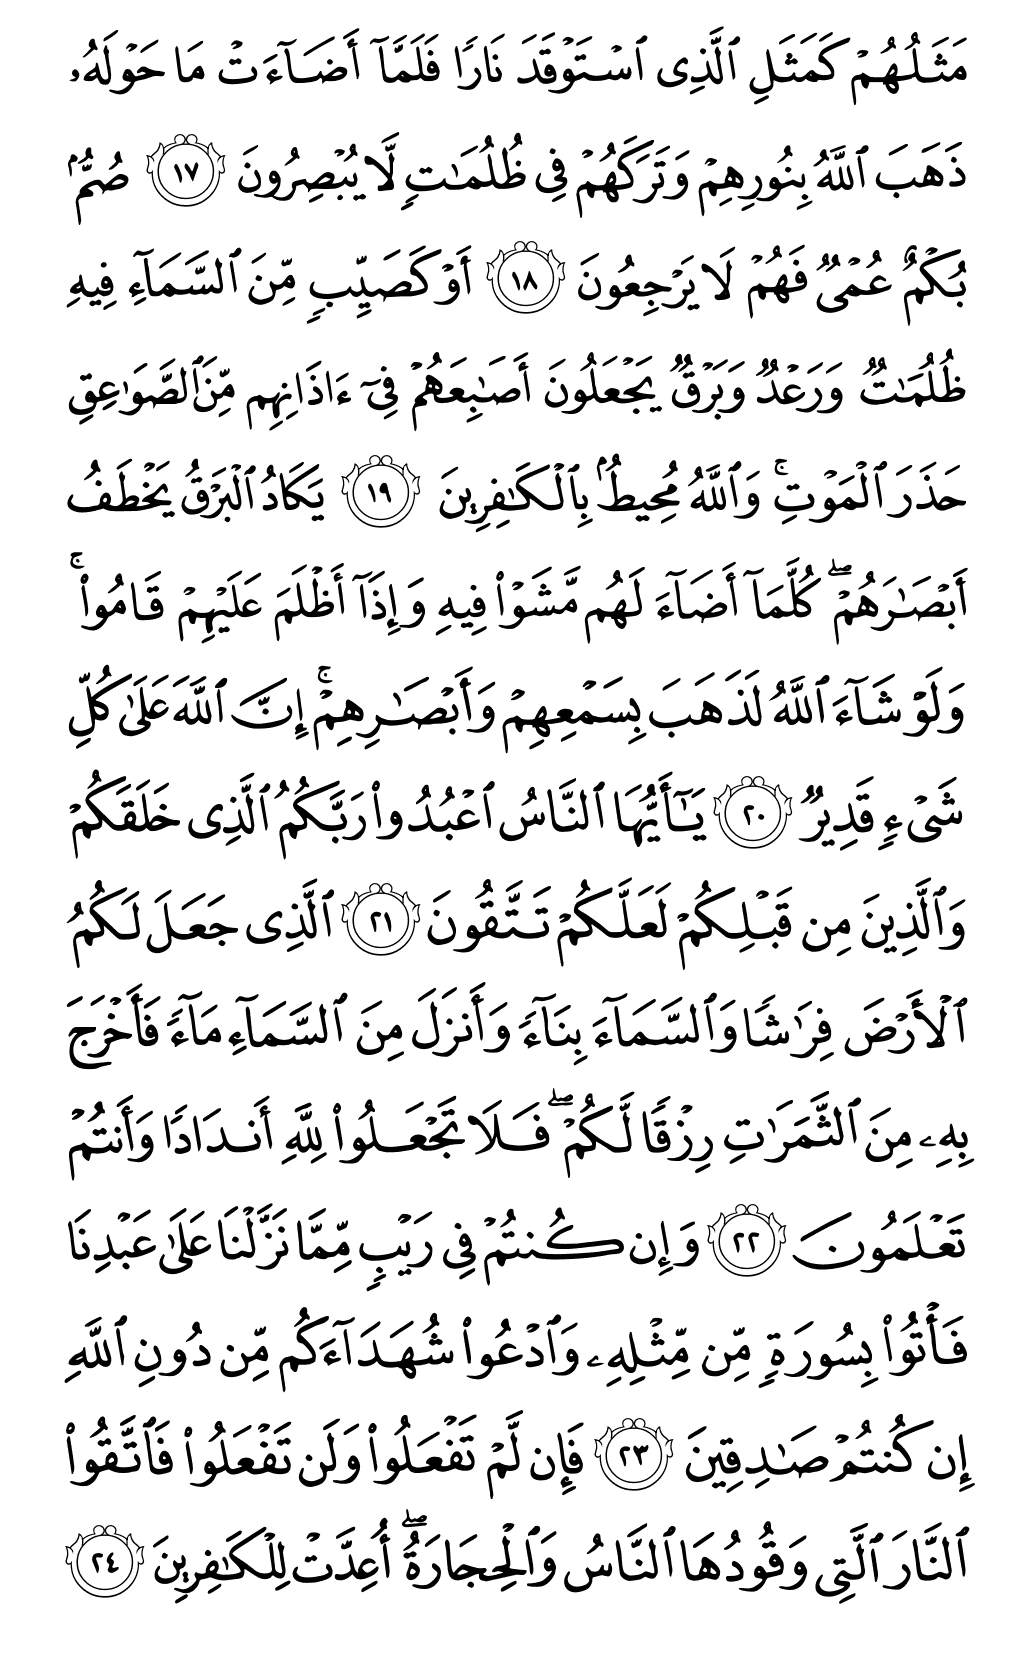 مَثَلُهُمْ كَمَثَلِ ٱلَّذِى ٱسْتَوْقَدَ نَارًا فَلَمَّآ أَضَآءَتْ مَا حَوْلَهُۥ
ذَهَبَ ٱللَّهُ بِنُورِهِمْ وَتَرَكَهُمْ فِى ظُلُمَـٰتٍ لَّا يُبْصِرُونَ ١٧ صُمٌّۢ
بُكْمٌ عُمْىٌ فَهُمْ لَا يَرْجِعُونَ ١٨ أَوْ كَصَيِّبٍ مِّنَ ٱلسَّمَآءِ فِيهِ
ظُلُمَـٰتٌ وَرَعْدٌ وَبَرْقٌ يَجْعَلُونَ أَصَـٰبِعَهُمْ فِىٓ ءَاذَانِهِم مِّنَ ٱلصَّوَٰعِقِ
حَذَرَ ٱلْمَوْتِ ۚ وَٱللَّهُ مُحِيطٌۢ بِٱلْكَـٰفِرِينَ ١٩ يَكَادُ ٱلْبَرْقُ يَخْطَفُ
أَبْصَـٰرَهُمْ ۖ كُلَّمَآ أَضَآءَ لَهُم مَّشَوْا۟ فِيهِ وَإِذَآ أَظْلَمَ عَلَيْهِمْ قَامُوا۟ ۚ
وَلَوْ شَآءَ ٱللَّهُ لَذَهَبَ بِسَمْعِهِمْ وَأَبْصَـٰرِهِمْ ۚ إِنَّ ٱللَّهَ عَلَىٰ كُلِّ
شَىْءٍ قَدِيرٌ ٢٠ يَـٰٓأَيُّهَا ٱلنَّاسُ ٱعْبُدُوا۟ رَبَّكُمُ ٱلَّذِى خَلَقَكُمْ
وَٱلَّذِينَ مِن قَبْلِكُمْ لَعَلَّكُمْ تَتَّقُونَ ٢١ ٱلَّذِى جَعَلَ لَكُمُ
ٱلْأَرْضَ فِرَٰشًا وَٱلسَّمَآءَ بِنَآءً وَأَنزَلَ مِنَ ٱلسَّمَآءِ مَآءً فَأَخْرَجَ
بِهِۦ مِنَ ٱلثَّمَرَٰتِ رِزْقًا لَّكُمْ ۖ فَلَا تَجْعَلُوا۟ لِلَّهِ أَندَادًا وَأَنتُمْ
تَعْلَمُونَ ٢٢ وَإِن كُنتُمْ فِى رَيْبٍ مِّمَّا نَزَّلْنَا عَلَىٰ عَبْدِنَا
فَأْتُوا۟ بِسُورَةٍ مِّن مِّثْلِهِۦ وَٱدْعُوا۟ شُهَدَآءَكُم مِّن دُونِ ٱللَّهِ
إِن كُنتُمْ صَـٰدِقِينَ ٢٣ فَإِن لَّمْ تَفْعَلُوا۟ وَلَن تَفْعَلُوا۟ فَٱتَّقُوا۟
ٱلنَّارَ ٱلَّتِى وَقُودُهَا ٱلنَّاسُ وَٱلْحِجَارَةُ ۖ أُعِدَّتْ لِلْكَـٰفِرِينَ ٢٤